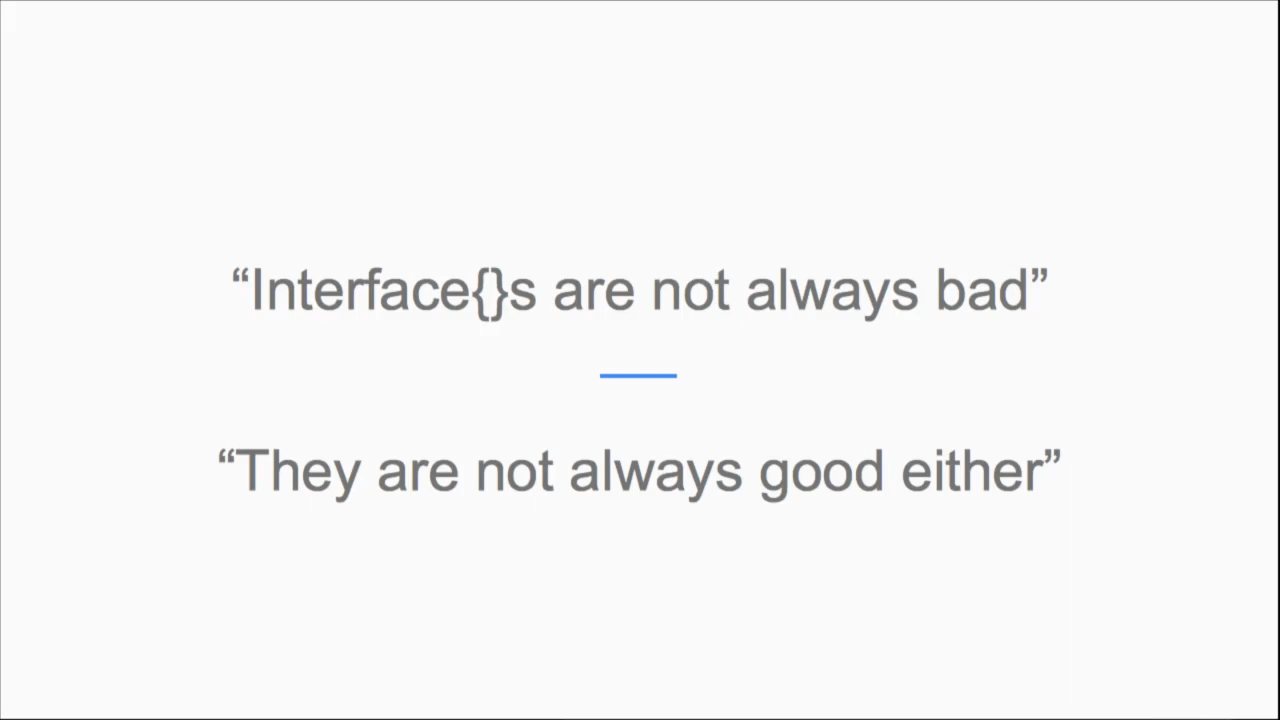 “Interface{}s are not always bad”
“They are not always good either”